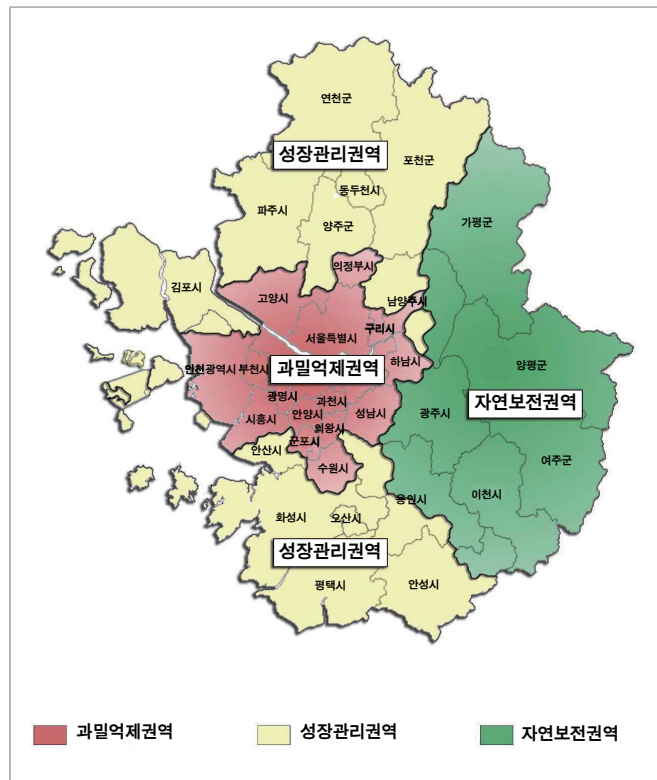 연천군
성장관리권역
포천군
동두천시
파주시
양주군
가평군
의정부시
김포시
고양시
남양주시
서울특별시
구리시
인천광역시
부천시
과밀억제권역
하남시
양평군
자연보전권역
광명시
과천시
시흥시
안양시
성남시
광주시
의왕시
군포시
안산시
수원시
여주군
용인시
이천시
화성시
오산시
성장관리권역
평택시
안성시
과밀억제권역
성장관리권역
자연보전권역